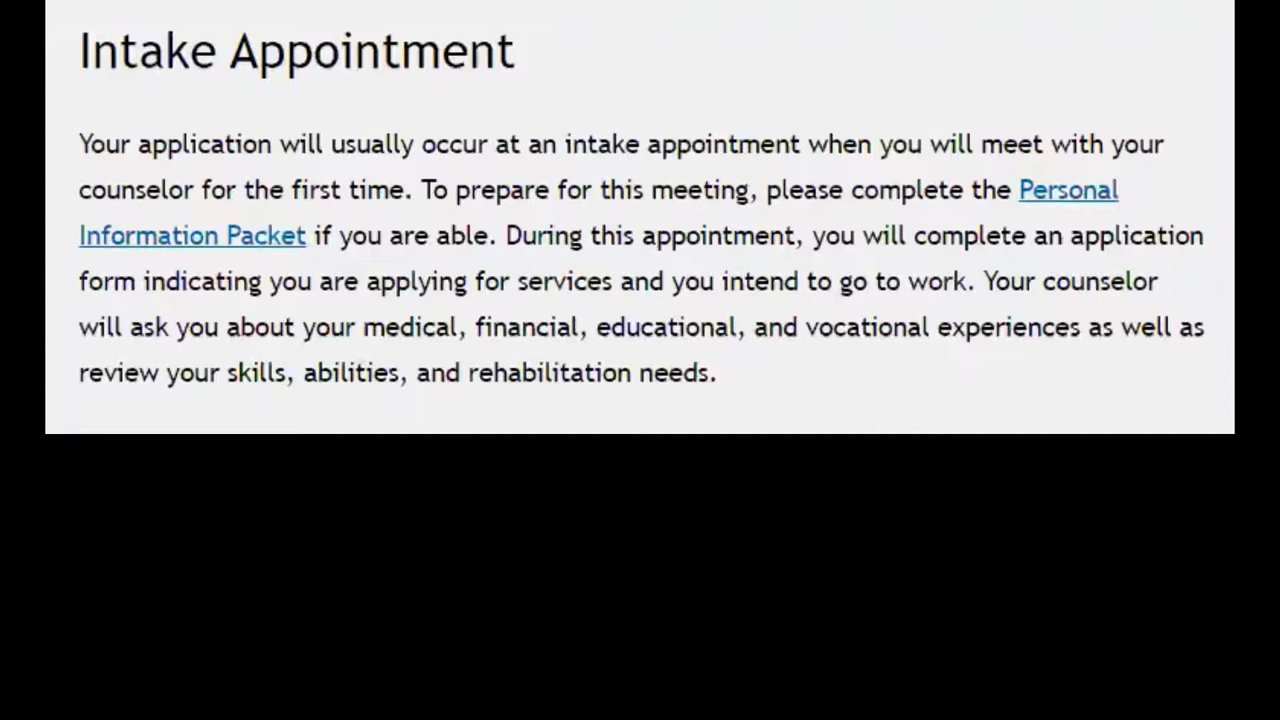 Intake Appointment
Your application will usually occur at an intake appointment when you will meet with your
counselor for the first time. To prepare for this meeting, please complete the Personal
Information Packet if you are able. During this appointment, you will complete an application
form indicating you are applying for services and you intend to go to work. Your counselor
will ask you about your medical, financial, educational, and vocational experiences as well as
review your skills, abilities, and rehabilitation needs.